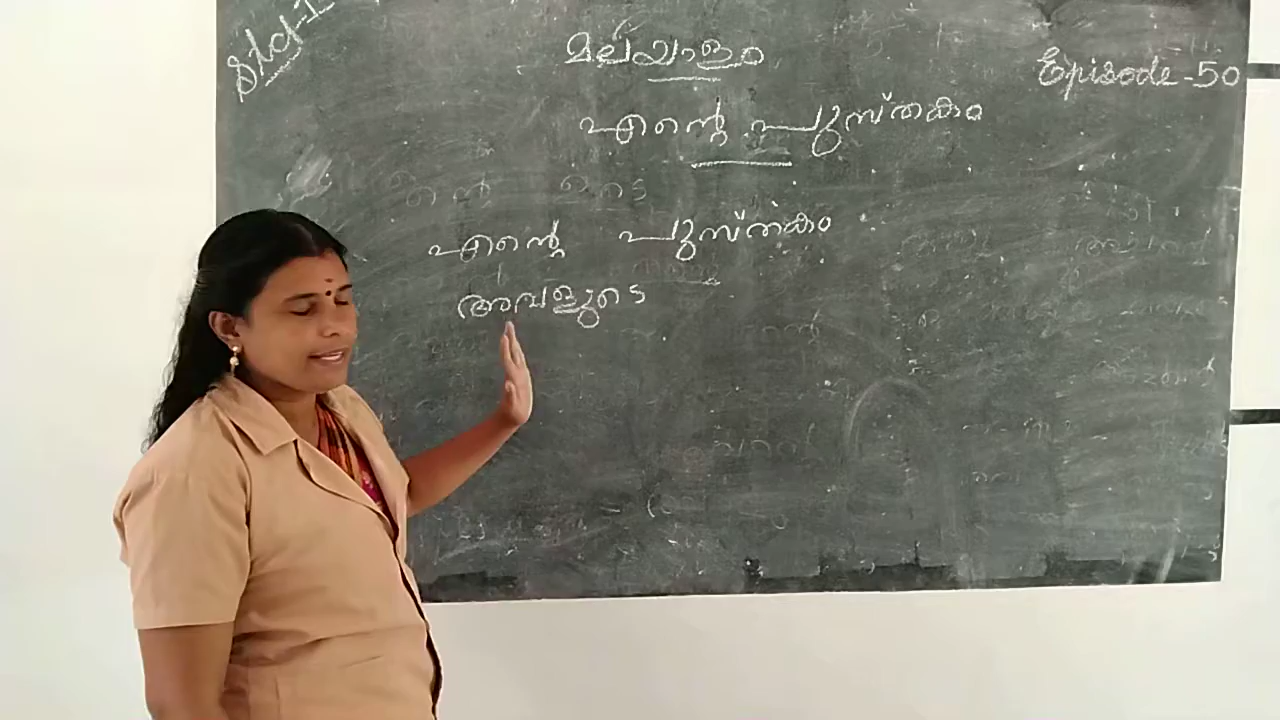 Std-I
മലയാളം
Episode-50
എന്റെ പുസ്തകം
എന്റെ പുസ്തകം
അവളുടെ